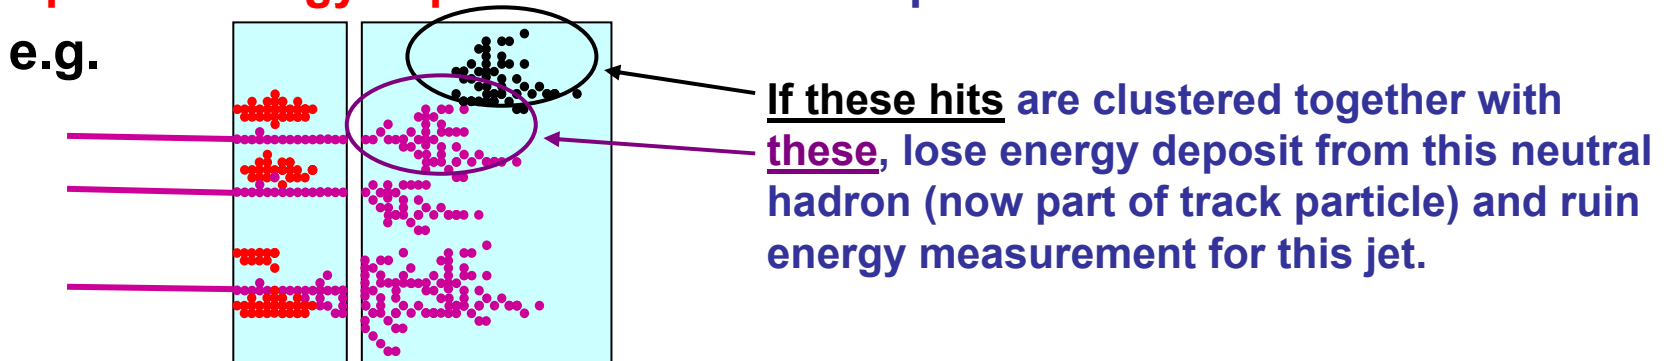 e.g.
If these hits are clustered together with
these, lose energy deposit from this neutral
hadron (now part of track particle) and ruin
energy measurement for this jet.